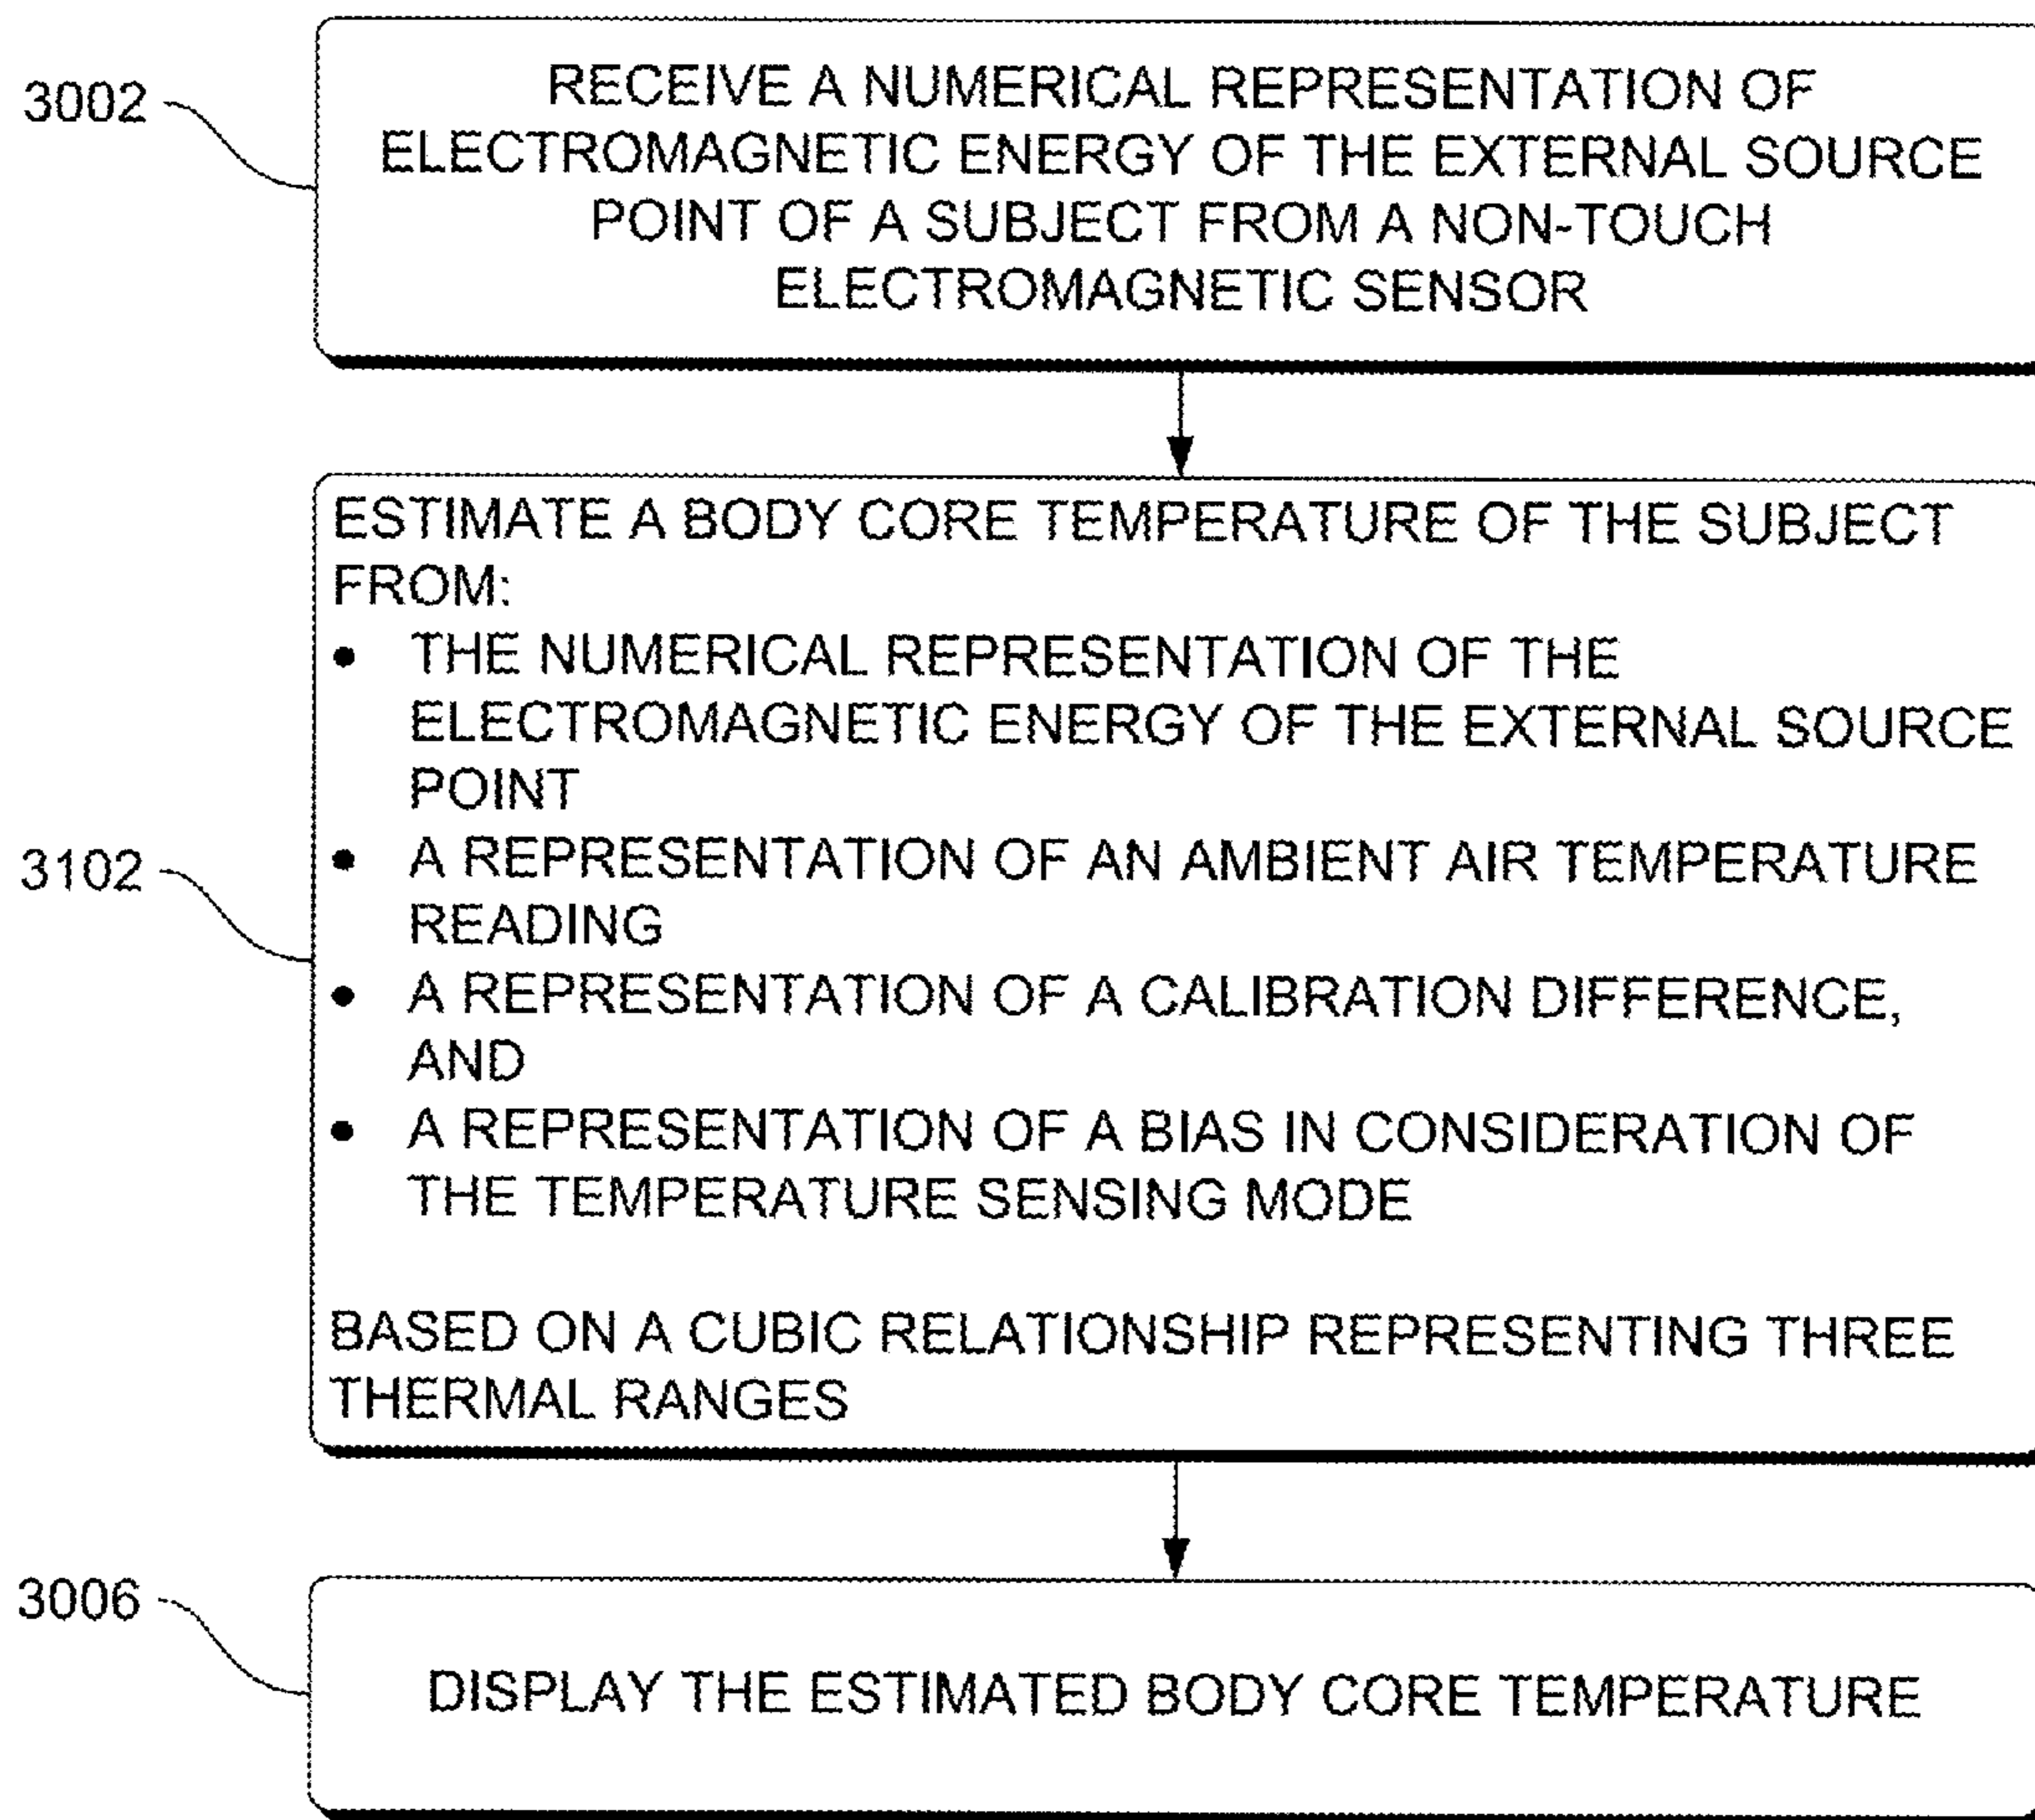 3002
RECEIVE A NUMERICAL REPRESENTATION OF
ELECTROMAGNETIC ENERGY OF THE EXTERNAL SOURCE
POINT OF A SUBJECT FROM A NON-TOUCH
ELECTROMAGNETIC SENSOR
3102
ESTIMATE A BODY CORE TEMPERATURE OF THE SUBJECT
FROM:
• THE NUMERICAL REPRESENTATION OF THE
ELECTROMAGNETIC ENERGY OF THE EXTERNAL SOURCE
POINT
• A REPRESENTATION OF AN AMBIENT AIR TEMPERATURE
READING
• A REPRESENTATION OF A CALIBRATION DIFFERENCE,
AND
• A REPRESENTATION OF A BIAS IN CONSIDERATION OF
THE TEMPERATURE SENSING MODE
BASED ON A CUBIC RELATIONSHIP REPRESENTING THREE
THERMAL RANGES
3006
DISPLAY THE ESTIMATED BODY CORE TEMPERATURE